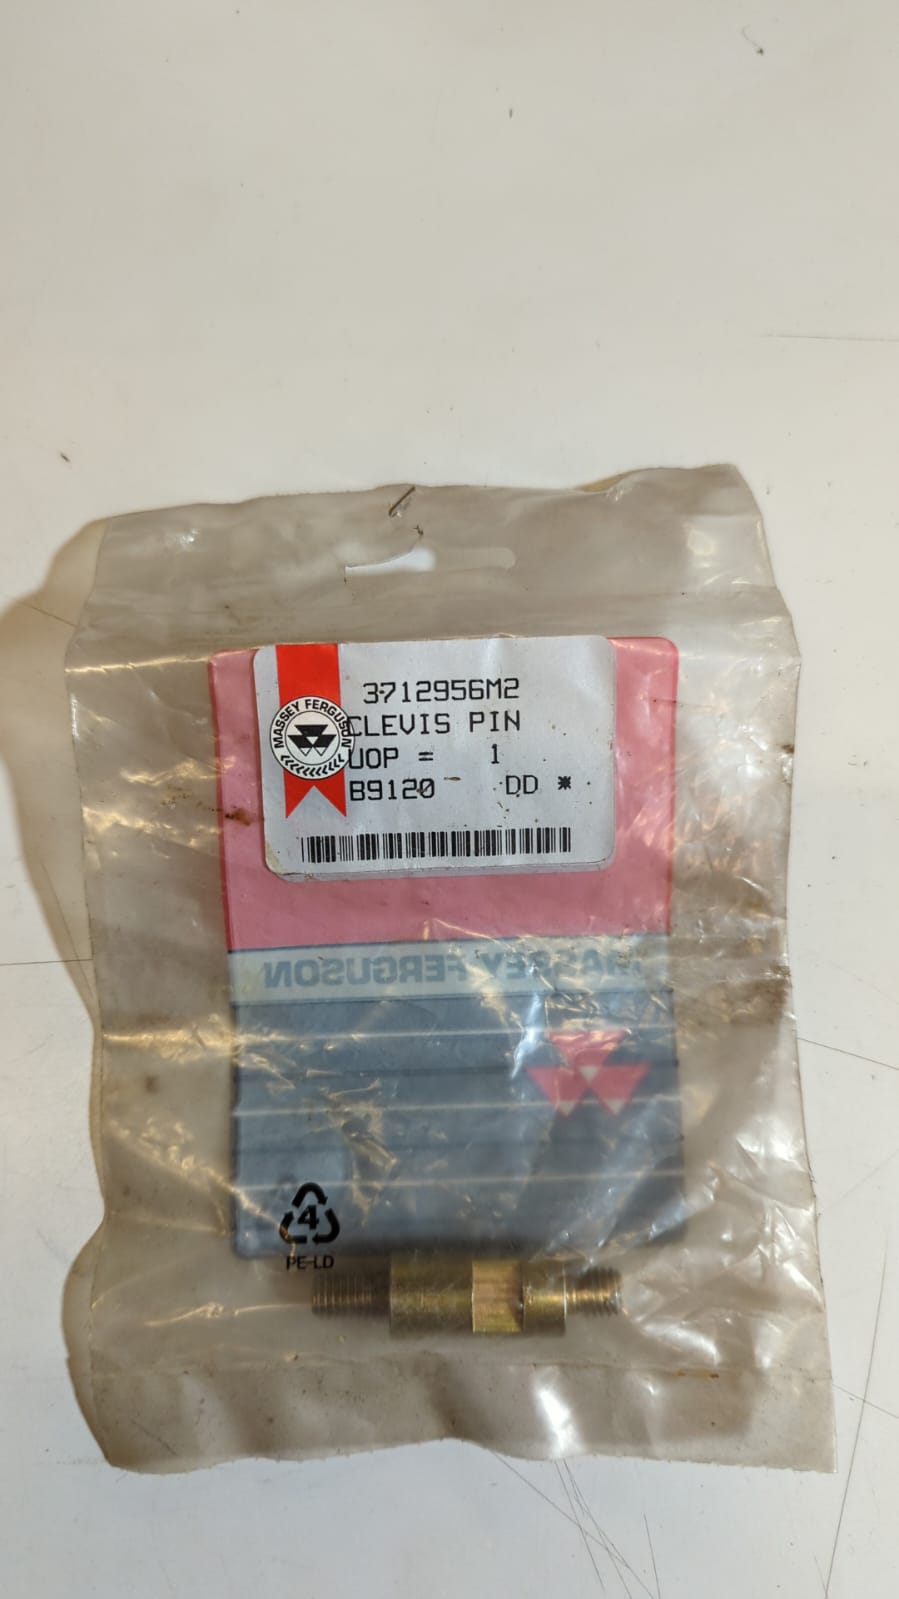 3712956M2
MASSEY FERGUSON
CLEVIS PIN
UOP = 1
B9120 DD *
MASSEY FERGUSON
4
PE-LD